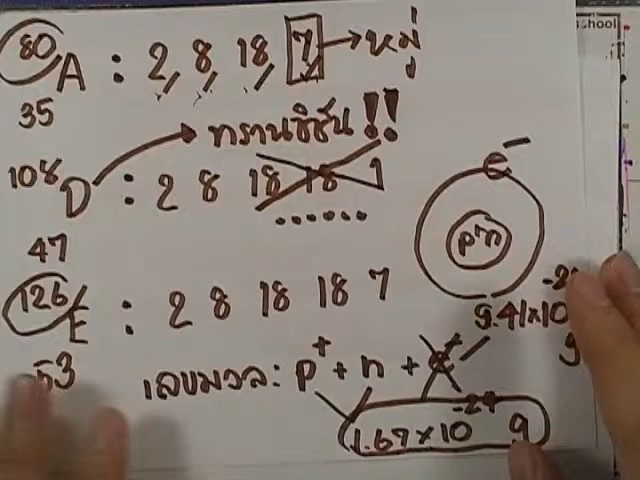 school
80 A : 2, 8, 18, 7 → หมู่
35
ทรานซิชัน !!
108 D : 2 8 18 18 1
......
47
e⁻
p n
126 E : 2 8 18 18 7
53
9.41×10
g
เลขมวล: p⁺ + n + e⁻
1.67×10⁻²⁴ g